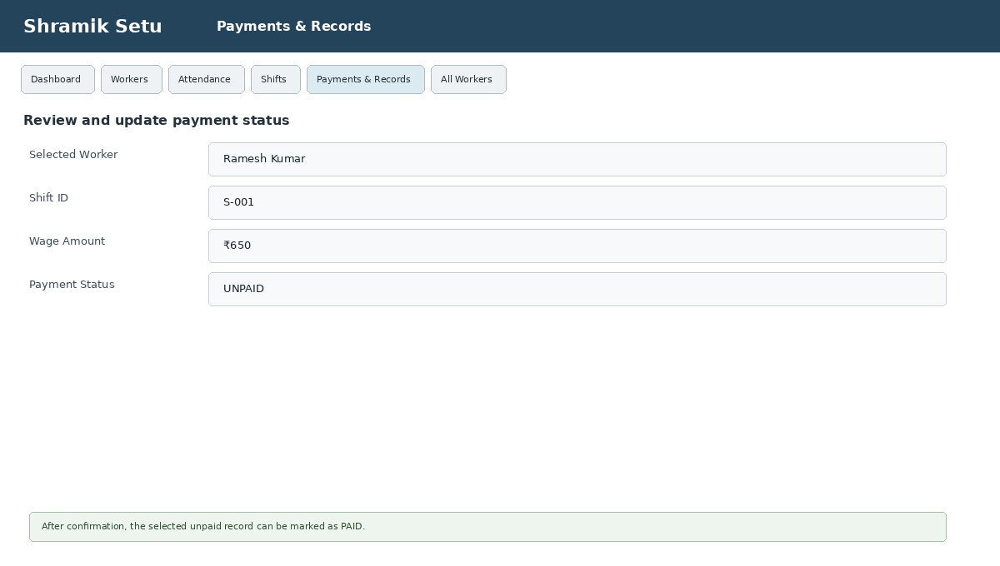 Shramik Setu
Payments & Records
Dashboard
Workers
Attendance
Shifts
Payments & Records
All Workers
Review and update payment status
Selected Worker
Ramesh Kumar
Shift ID
S-001
Wage Amount
₹650
Payment Status
UNPAID
After confirmation, the selected unpaid record can be marked as PAID.